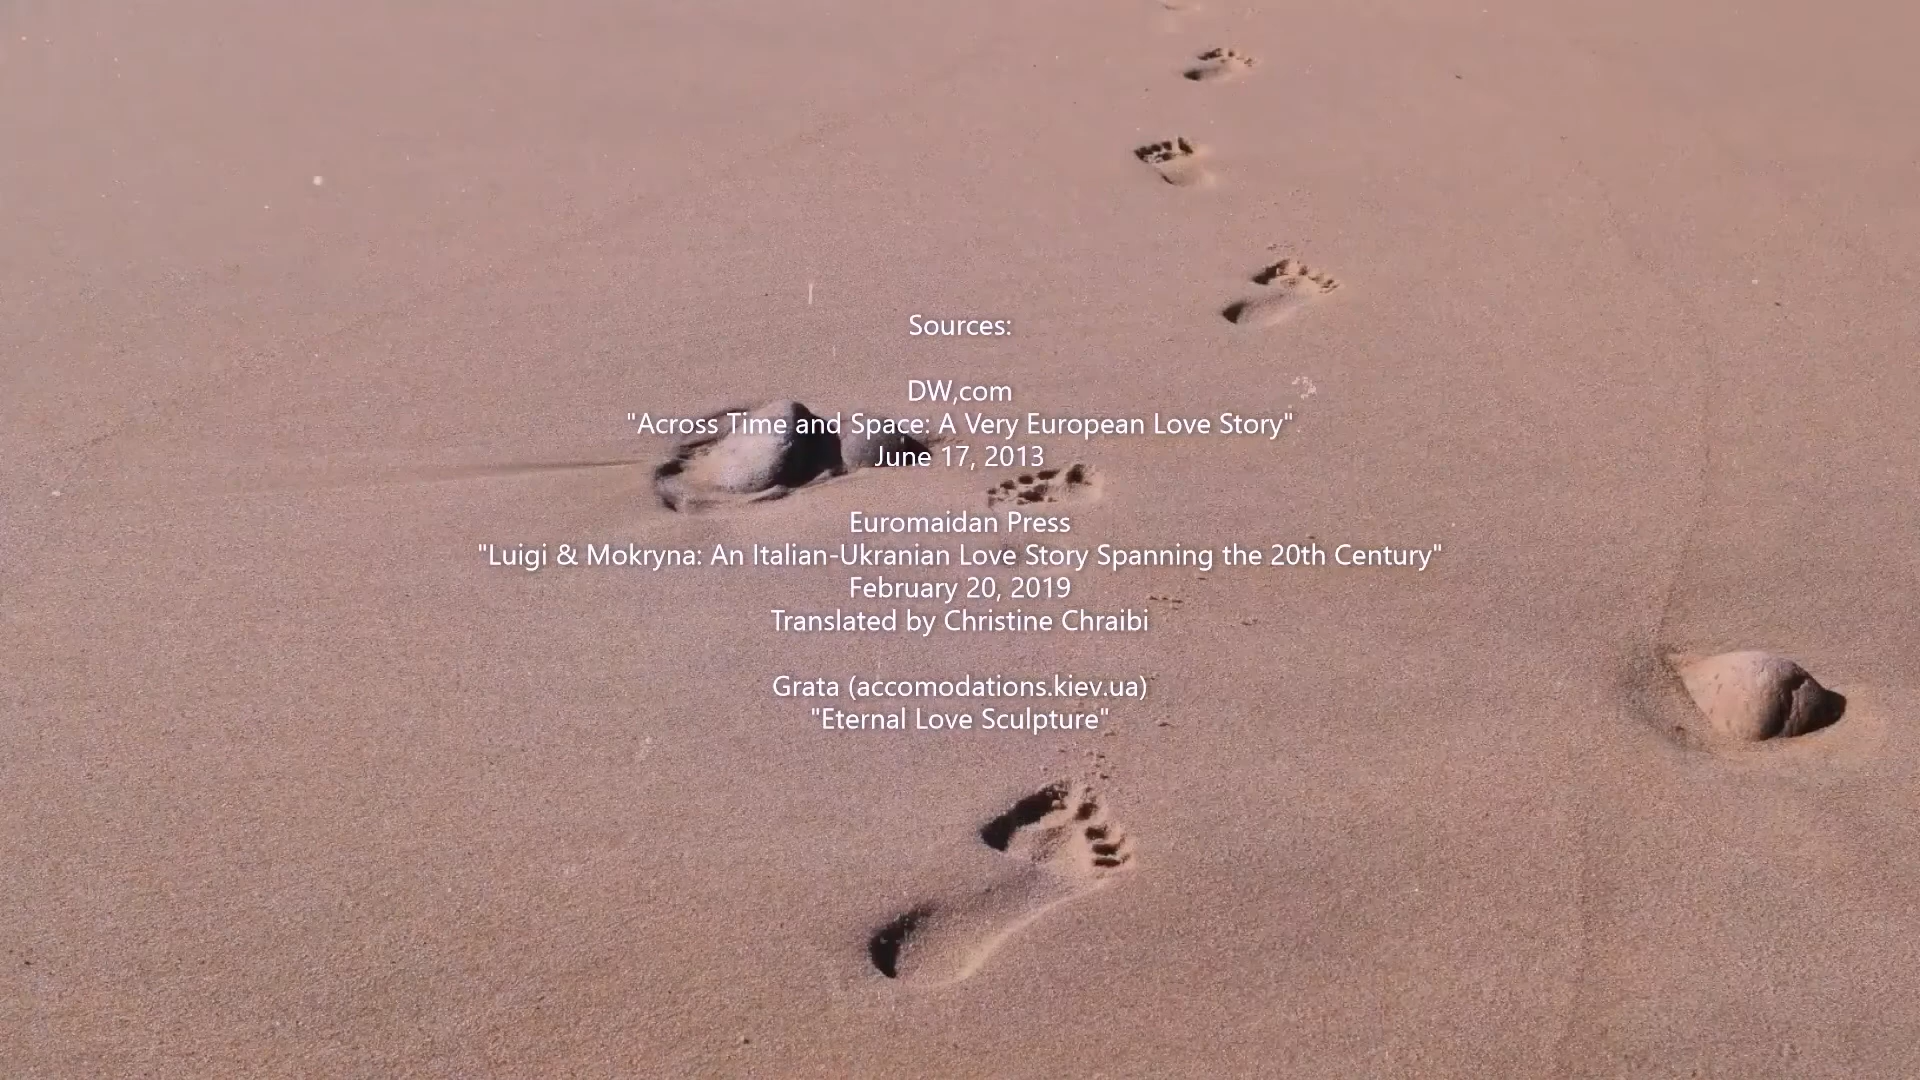 Sources:
DW,com
"Across Time and Space: A Very European Love Story"
June 17, 2013
Euromaidan Press
"Luigi & Mokryna: An Italian-Ukranian Love Story Spanning the 20th Century"
February 20, 2019
Translated by Christine Chraibi
Grata (accomodations.kiev.ua)
"Eternal Love Sculpture"